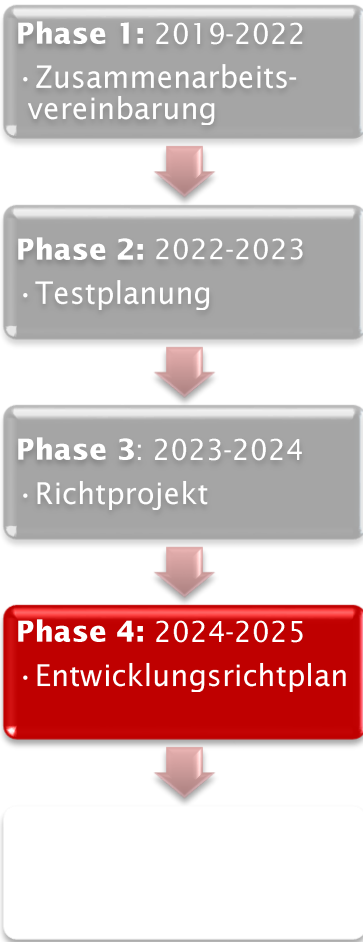 Phase 1: 2019-2022
· Zusammenarbeits-
vereinbarung
Phase 2: 2022-2023
· Testplanung
Phase 3: 2023-2024
· Richtprojekt
Phase 4: 2024-2025
· Entwicklungsrichtplan